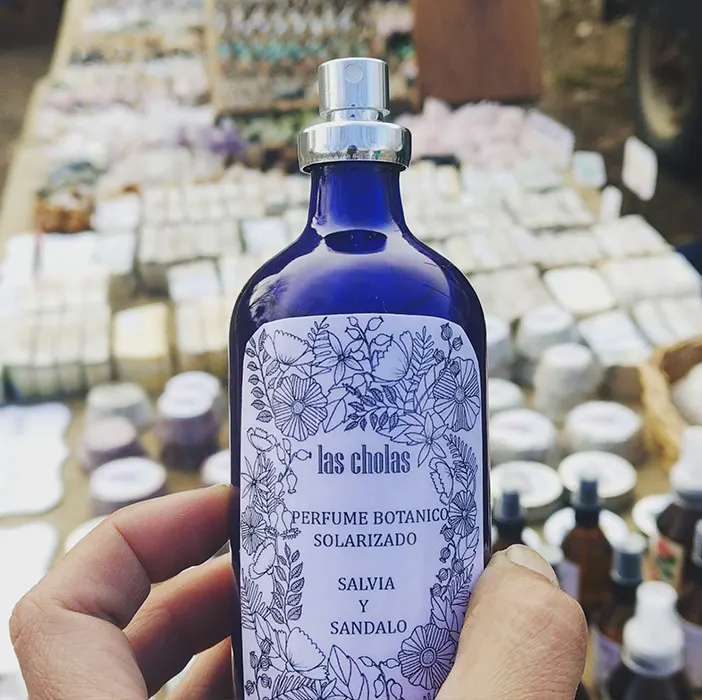 las cholas
PERFUME BOTANICO
SOLARIZADO
SALVIA
Y
SANDALO